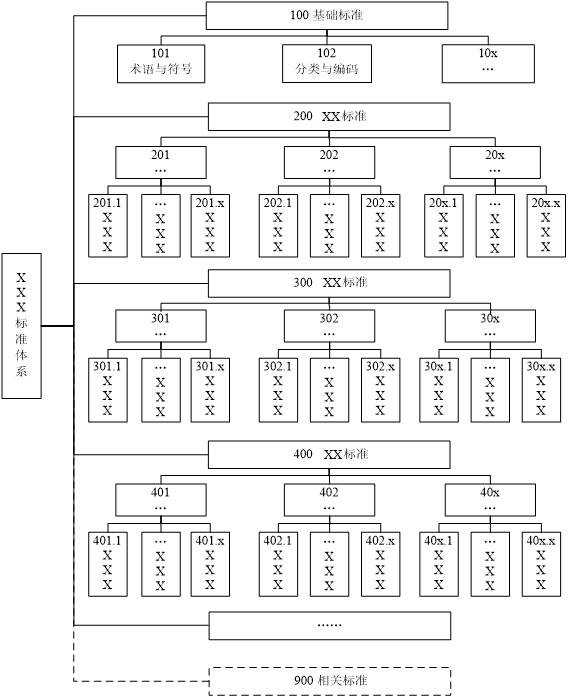 100 基础标准
101
术语与符号
102
分类与编码
10x
…
200 XX标准
201
…
202
…
20x
…
201.1
X
X
X
…
X
X
X
201.x
X
X
X
202.1
X
X
X
…
X
X
X
202.x
X
X
X
20x.1
X
X
X
…
X
X
X
20x.x
X
X
X
X
X
X
标
准
体
系
300 XX标准
301
…
302
…
30x
…
301.1
X
X
X
…
X
X
X
301.x
X
X
X
302.1
X
X
X
…
X
X
X
302.x
X
X
X
30x.1
X
X
X
…
X
X
X
30x.x
X
X
X
400 XX标准
401
…
402
…
40x
…
401.1
X
X
X
…
X
X
X
401.x
X
X
X
402.1
X
X
X
…
X
X
X
402.x
X
X
X
40x.1
X
X
X
…
X
X
X
40x.x
X
X
X
……
900 相关标准